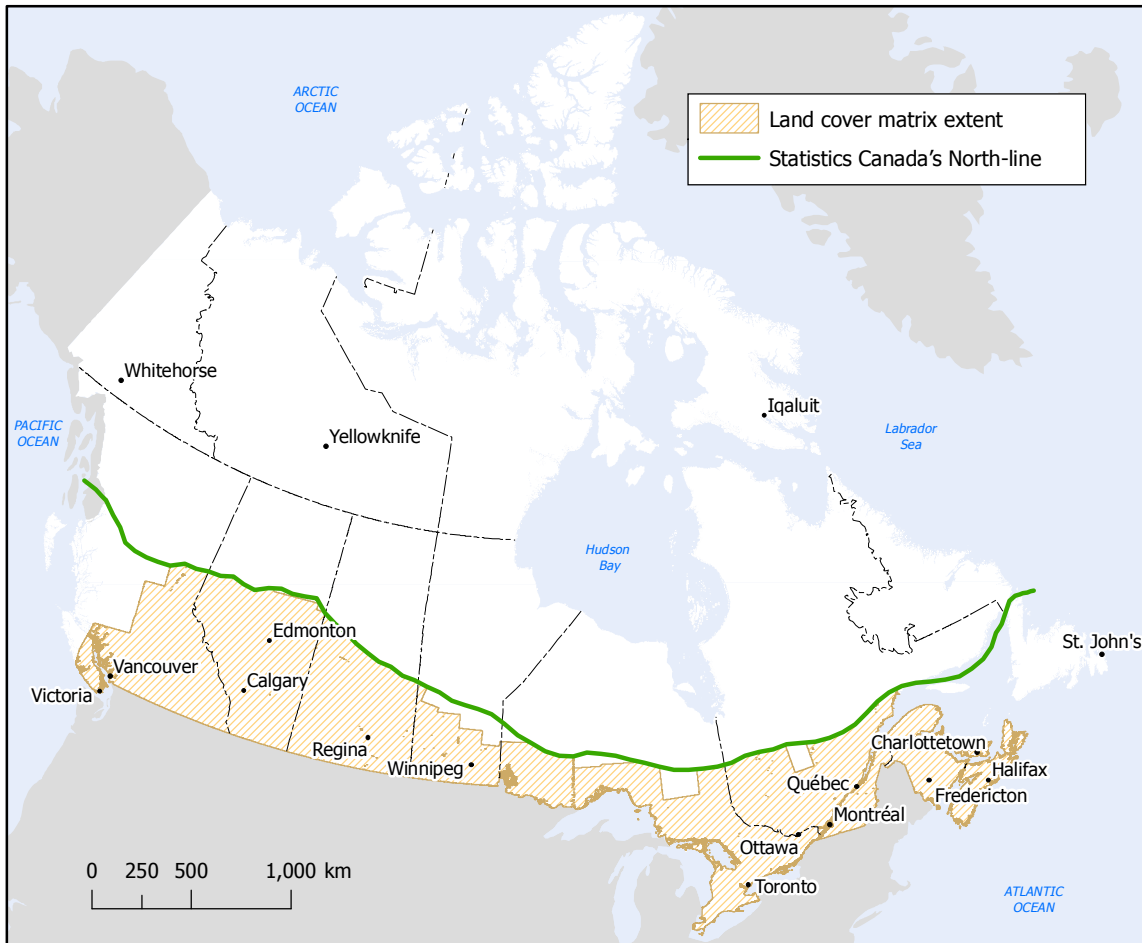 ARCTIC
OCEAN
Land cover matrix extent
Statistics Canada's North-line
Whitehorse
Iqaluit
PACIFIC
OCEAN
Yellowknife
Labrador
Sea
Hudson
Bay
Edmonton
St. John's
Vancouver
Calgary
Victoria
Regina
Winnipeg
Charlottetown
Halifax
Québec
Fredericton
Montréal
Ottawa
Toronto
0 250 500 1,000 km
ATLANTIC
OCEAN